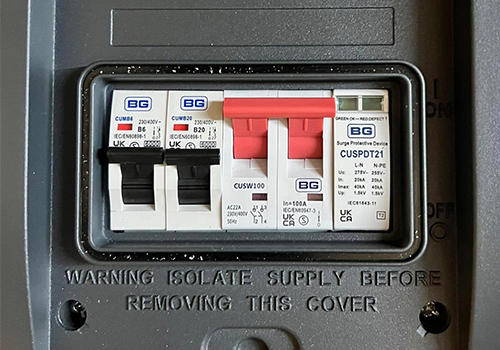 BG
CUMB6
B6
230/400V~
IEC/EN60898-1
UK
BG
CUMB20
B20
230/400V~
IEC/EN60898-1
UK
CUSW100
AC22A
230V/400V
50Hz
BG
In=100A
IEC/EN60947-3
UK
CA
GREEN:OK RED:DEFECT
BG
Surge Protective Device
CUSPDT21
L-N N-PE
Uc 275V~ 255V~
In 20kA 20kA
Imax 40kA 40kA
Up 1.5kV 1.5kV
IEC61643-11
UK
CA
T2
I
ON
OFF
WARNING ISOLATE SUPPLY BEFORE
REMOVING THIS COVER